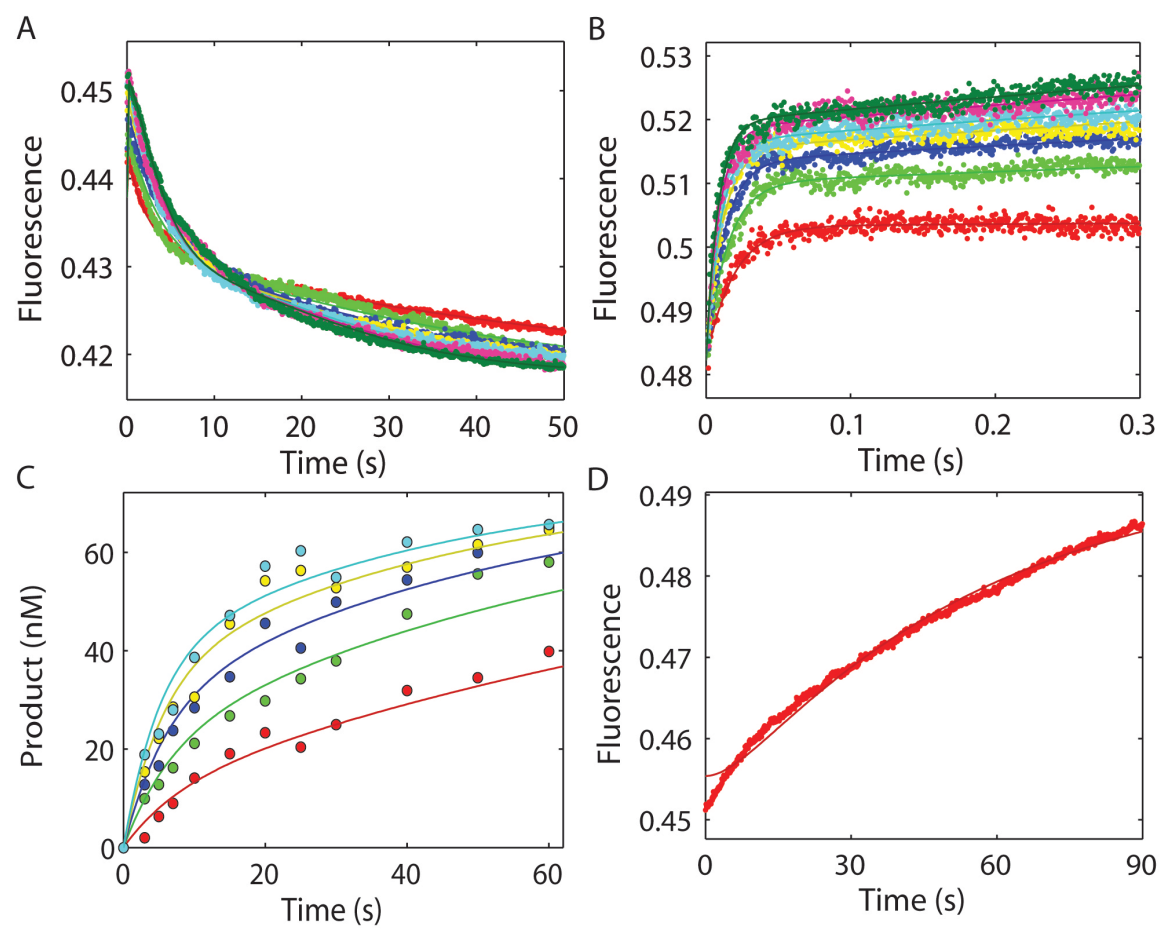 A
Fluorescence
0.45
0.44
0.43
0.42
0 10 20 30 40 50
Time (s)
B
Fluorescence
0.53
0.52
0.51
0.5
0.49
0.48
0 0.1 0.2 0.3
Time (s)
C
Product (nM)
60
40
20
0
0 20 40 60
Time (s)
D
Fluorescence
0.49
0.48
0.47
0.46
0.45
0 30 60 90
Time (s)